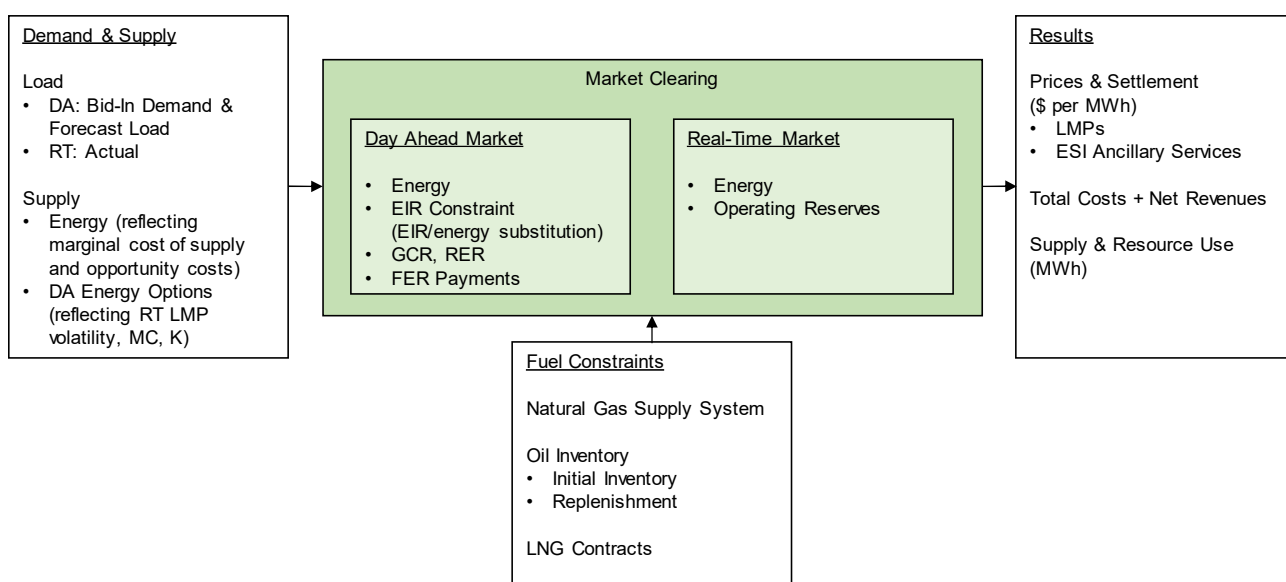 Demand & Supply
Load
• DA: Bid-In Demand &
Forecast Load
• RT: Actual
Supply
• Energy (reflecting
marginal cost of supply
and opportunity costs)
• DA Energy Options
(reflecting RT LMP
volatility, MC, K)
Market Clearing
Day Ahead Market
• Energy
• EIR Constraint
(EIR/energy substitution)
• GCR, RER
• FER Payments
Real-Time Market
• Energy
• Operating Reserves
Fuel Constraints
Natural Gas Supply System
Oil Inventory
• Initial Inventory
• Replenishment
LNG Contracts
Results
Prices & Settlement
($ per MWh)
• LMPs
• ESI Ancillary Services
Total Costs + Net Revenues
Supply & Resource Use
(MWh)